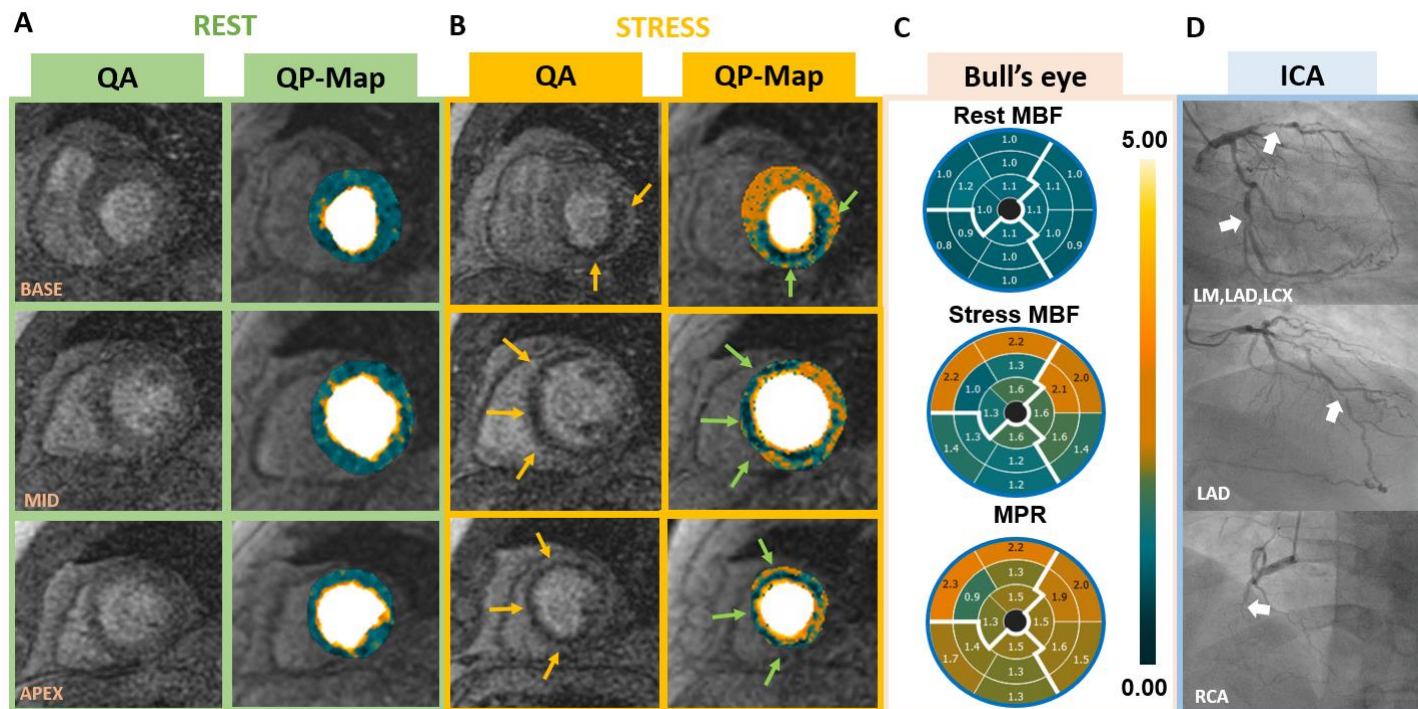 A
REST
B
STRESS
C
D
QA
QP-Map
QA
QP-Map
Bull's eye
ICA
BASE
MID
APEX
Rest MBF
1.0
1.0
1.0 1.2 1.1 1.1 1.1
1.0 1.1
0.8 0.9 1.1 1.0 0.9
1.0
1.0
Stress MBF
2.2
1.3
2.2 1.0 1.6 2.1 2.0
1.3 1.6
1.4 1.3 1.6 1.6 1.4
1.2
1.2
MPR
2.2
1.3
2.3 0.9 1.5 1.9 2.0
1.3 1.5
1.7 1.4 1.5 1.6 1.5
1.3
1.3
5.00
0.00
LM,LAD,LCX
LAD
RCA